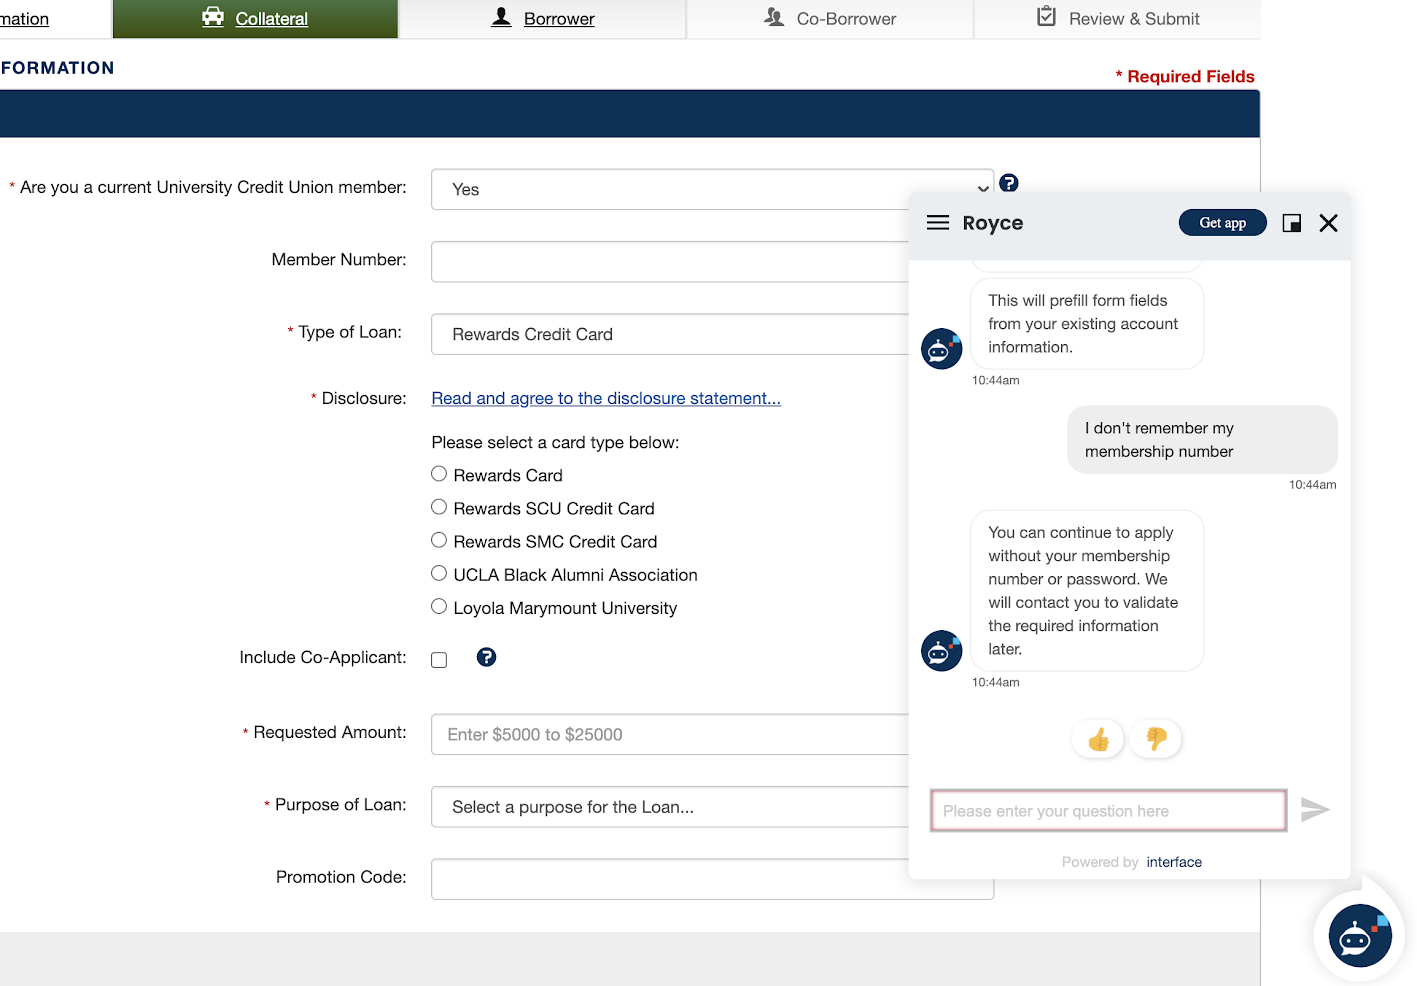 mation
Collateral
Borrower
Co-Borrower
Review & Submit
FORMATION
* Required Fields
* Are you a current University Credit Union member:
Yes
?
Member Number:
* Type of Loan:
Rewards Credit Card
* Disclosure:
Read and agree to the disclosure statement...
Please select a card type below:
Rewards Card
Rewards SCU Credit Card
Rewards SMC Credit Card
UCLA Black Alumni Association
Loyola Marymount University
Include Co-Applicant:
?
* Requested Amount:
Enter $5000 to $25000
* Purpose of Loan:
Select a purpose for the Loan...
Promotion Code:
Royce
Get app
This will prefill form fields
from your existing account
information.
10:44am
I don't remember my
membership number
10:44am
You can continue to apply
without your membership
number or password. We
will contact you to validate
the required information
later.
10:44am
Please enter your question here
Powered by interface